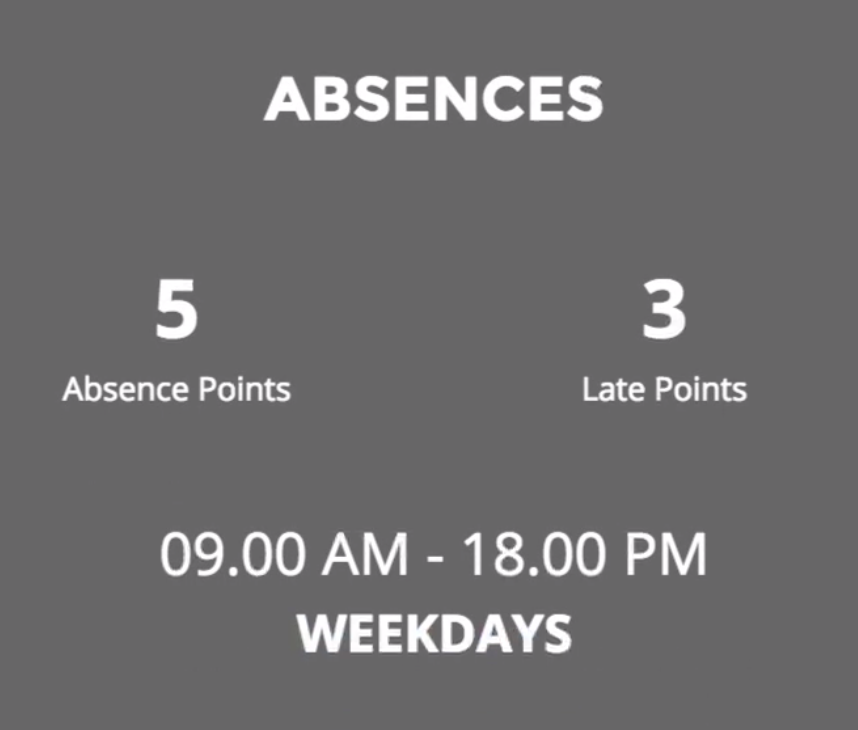 ABSENCES
5 3
Absence Points Late Points
09.00 AM - 18.00 PM
WEEKDAYS